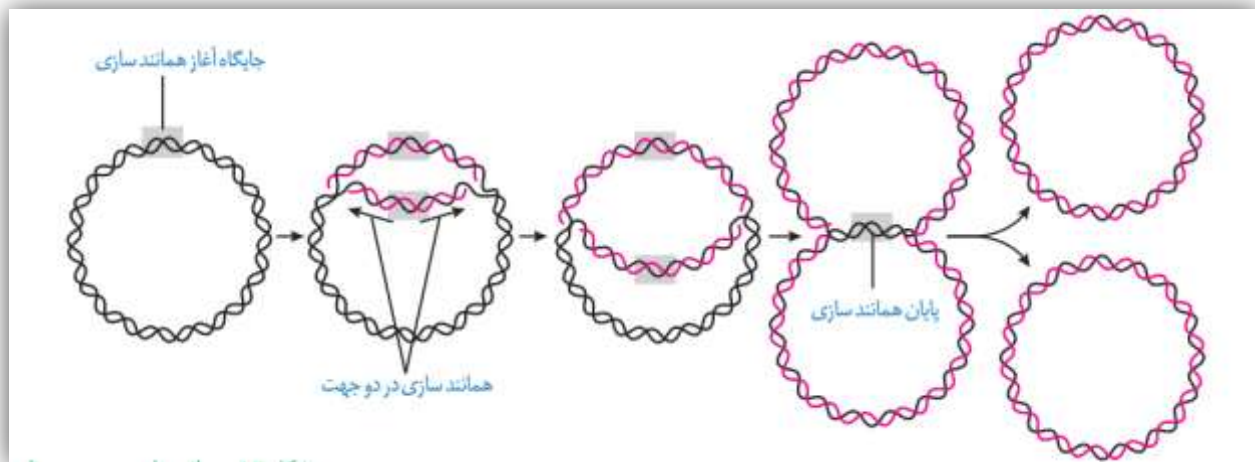 جایگاه آغاز همانند سازی
همانند سازی در دو جهت
پایان همانند سازی